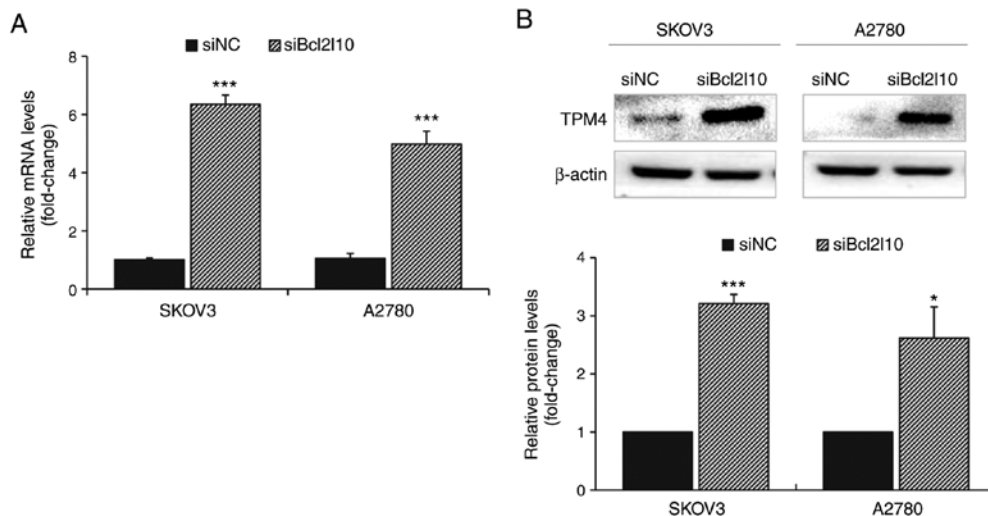 A
siNC siBcl2l10
Relative mRNA levels
(fold-change)
8
6
4
2
0
***
***
SKOV3 A2780
B
SKOV3 A2780
siNC siBcl2l10 siNC siBcl2l10
TPM4
β-actin
siNC siBcl2l10
Relative protein levels
(fold-change)
4
3
2
1
0
***
*
SKOV3 A2780